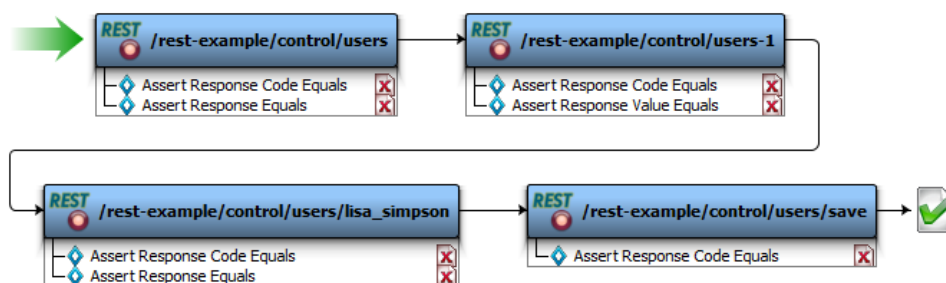 REST
/rest-example/control/users
Assert Response Code Equals
Assert Response Equals
REST
/rest-example/control/users-1
Assert Response Code Equals
Assert Response Value Equals
REST
/rest-example/control/users/lisa_simpson
Assert Response Code Equals
Assert Response Equals
REST
/rest-example/control/users/save
Assert Response Code Equals